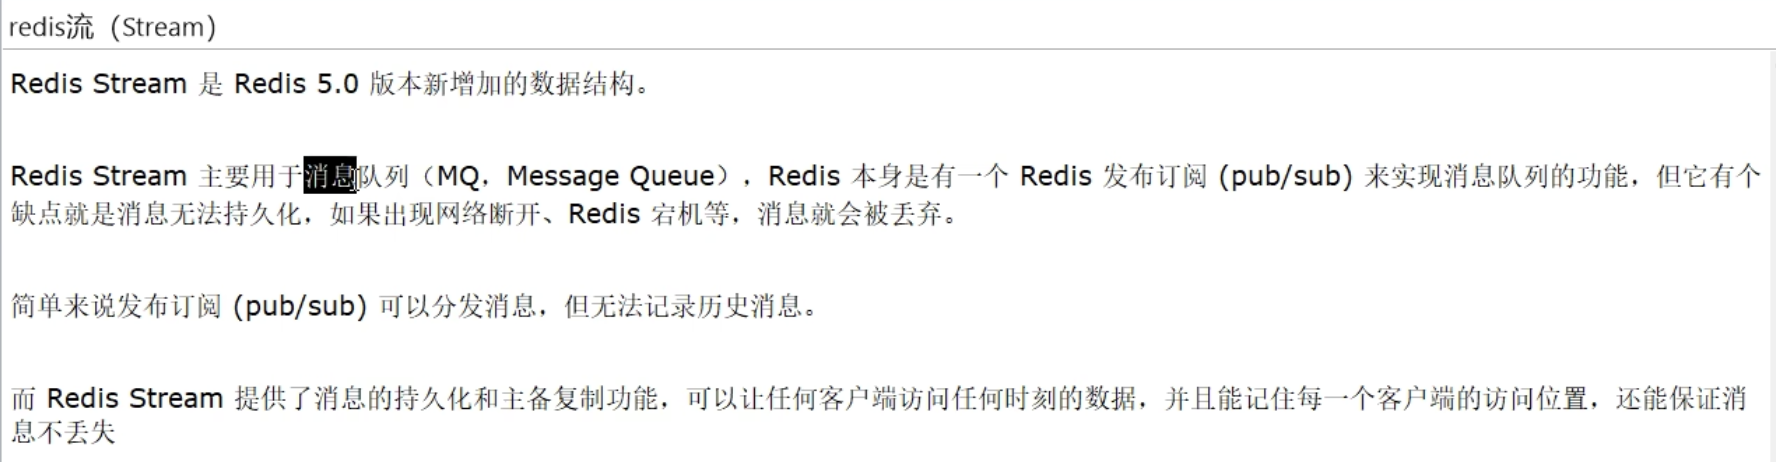 redis流（Stream）
Redis Stream 是 Redis 5.0 版本新增加的数据结构。
Redis Stream 主要用于消息队列（MQ，Message Queue），Redis 本身是有一个 Redis 发布订阅 (pub/sub) 来实现消息队列的功能，但它有个
缺点就是消息无法持久化，如果出现网络断开、Redis 宕机等，消息就会被丢弃。
简单来说发布订阅 (pub/sub) 可以分发消息，但无法记录历史消息。
而 Redis Stream 提供了消息的持久化和主备复制功能，可以让任何客户端访问任何时刻的数据，并且能记住每一个客户端的访问位置，还能保证消
息不丢失